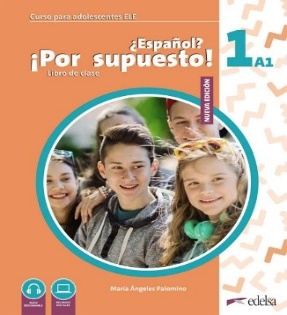 Curso para adolescentes ELE
¿Español?
¡Por supuesto!
1 A1
Libro de clase
NUEVA EDICIÓN
María Ángeles Palomino
edelsa